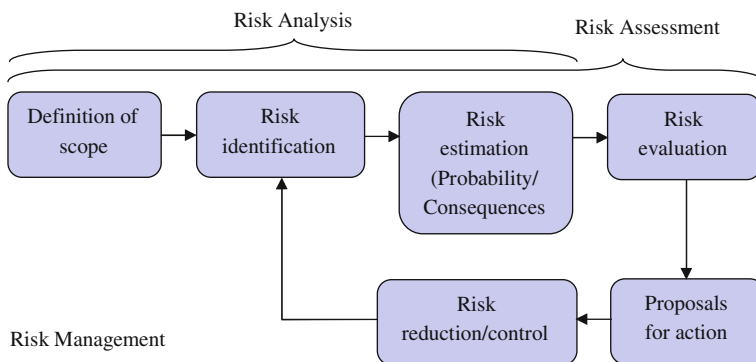 Risk Analysis
Risk Assessment
Definition of
scope
Risk
identification
Risk
estimation
(Probability/
Consequences
Risk
evaluation
Risk
reduction/control
Proposals
for action
Risk Management